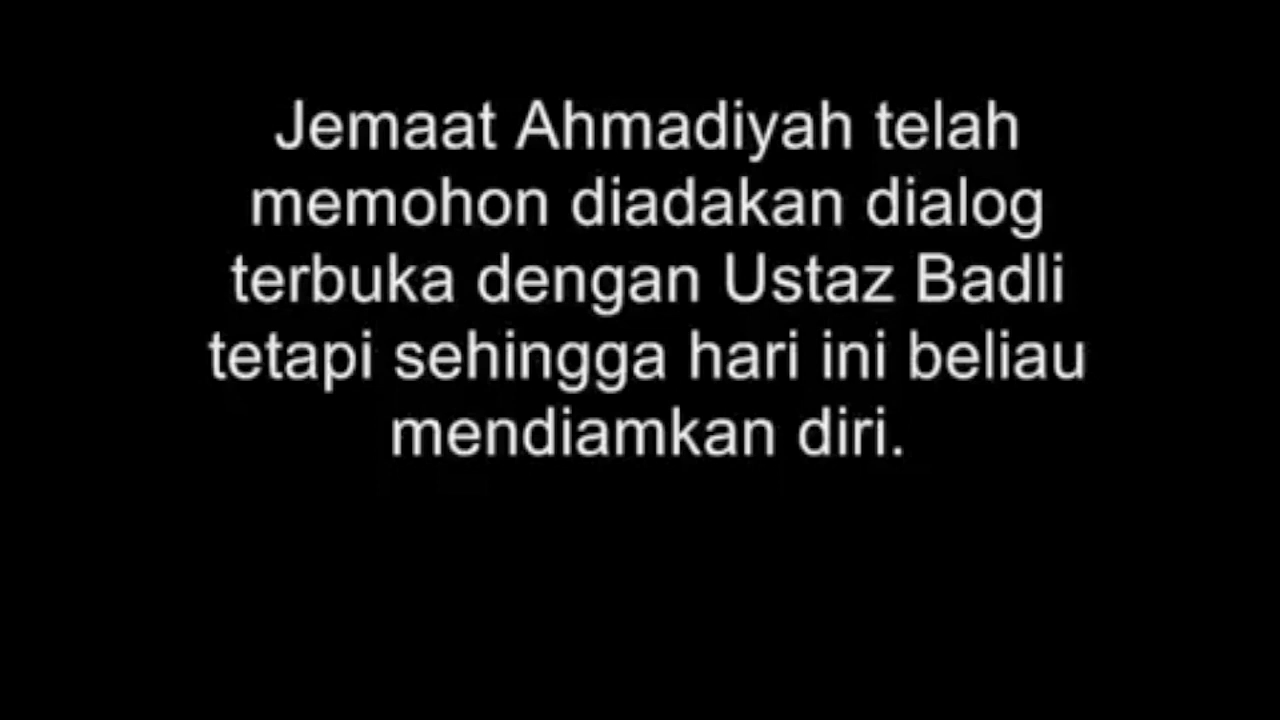 Jemaat Ahmadiyah telah
memohon diadakan dialog
terbuka dengan Ustaz Badli
tetapi sehingga hari ini beliau
mendiamkan diri.